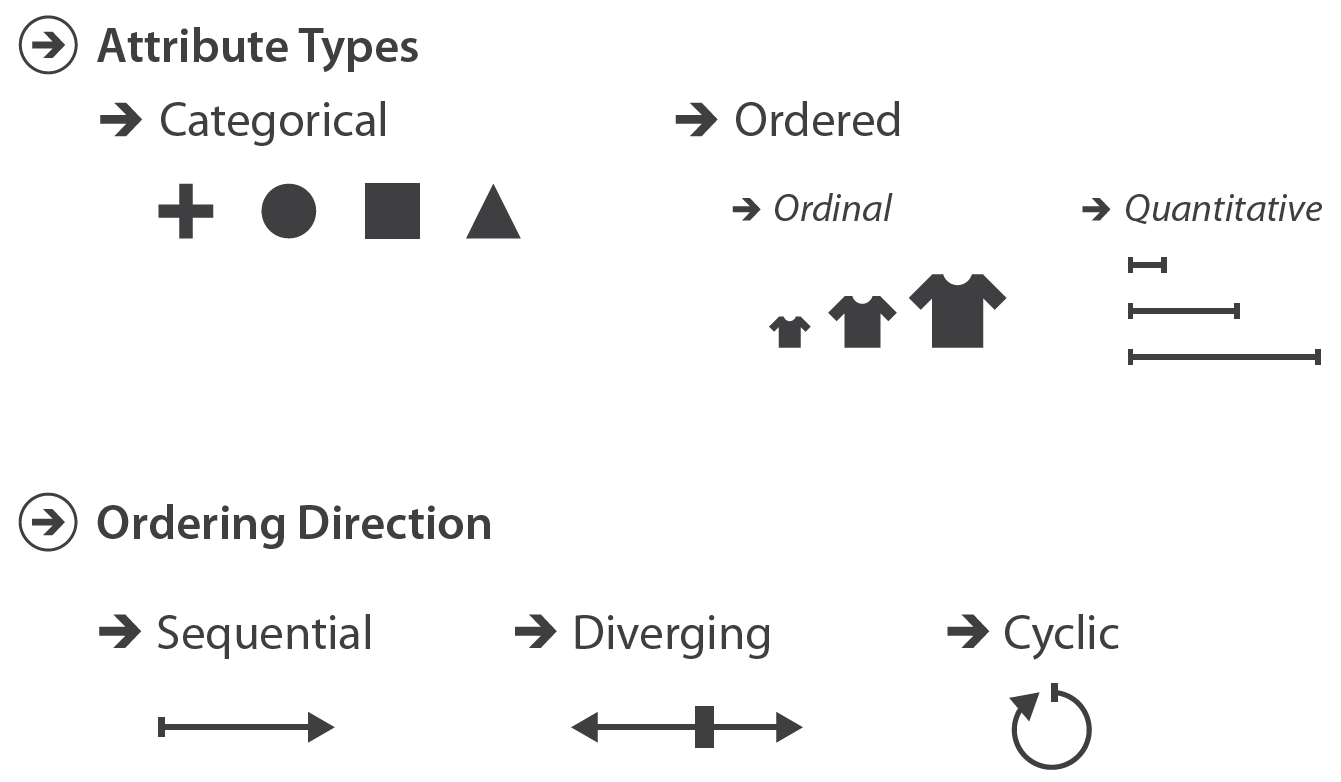 Attribute Types
Categorical
Ordered
Ordinal
Quantitative
Ordering Direction
Sequential
Diverging
Cyclic